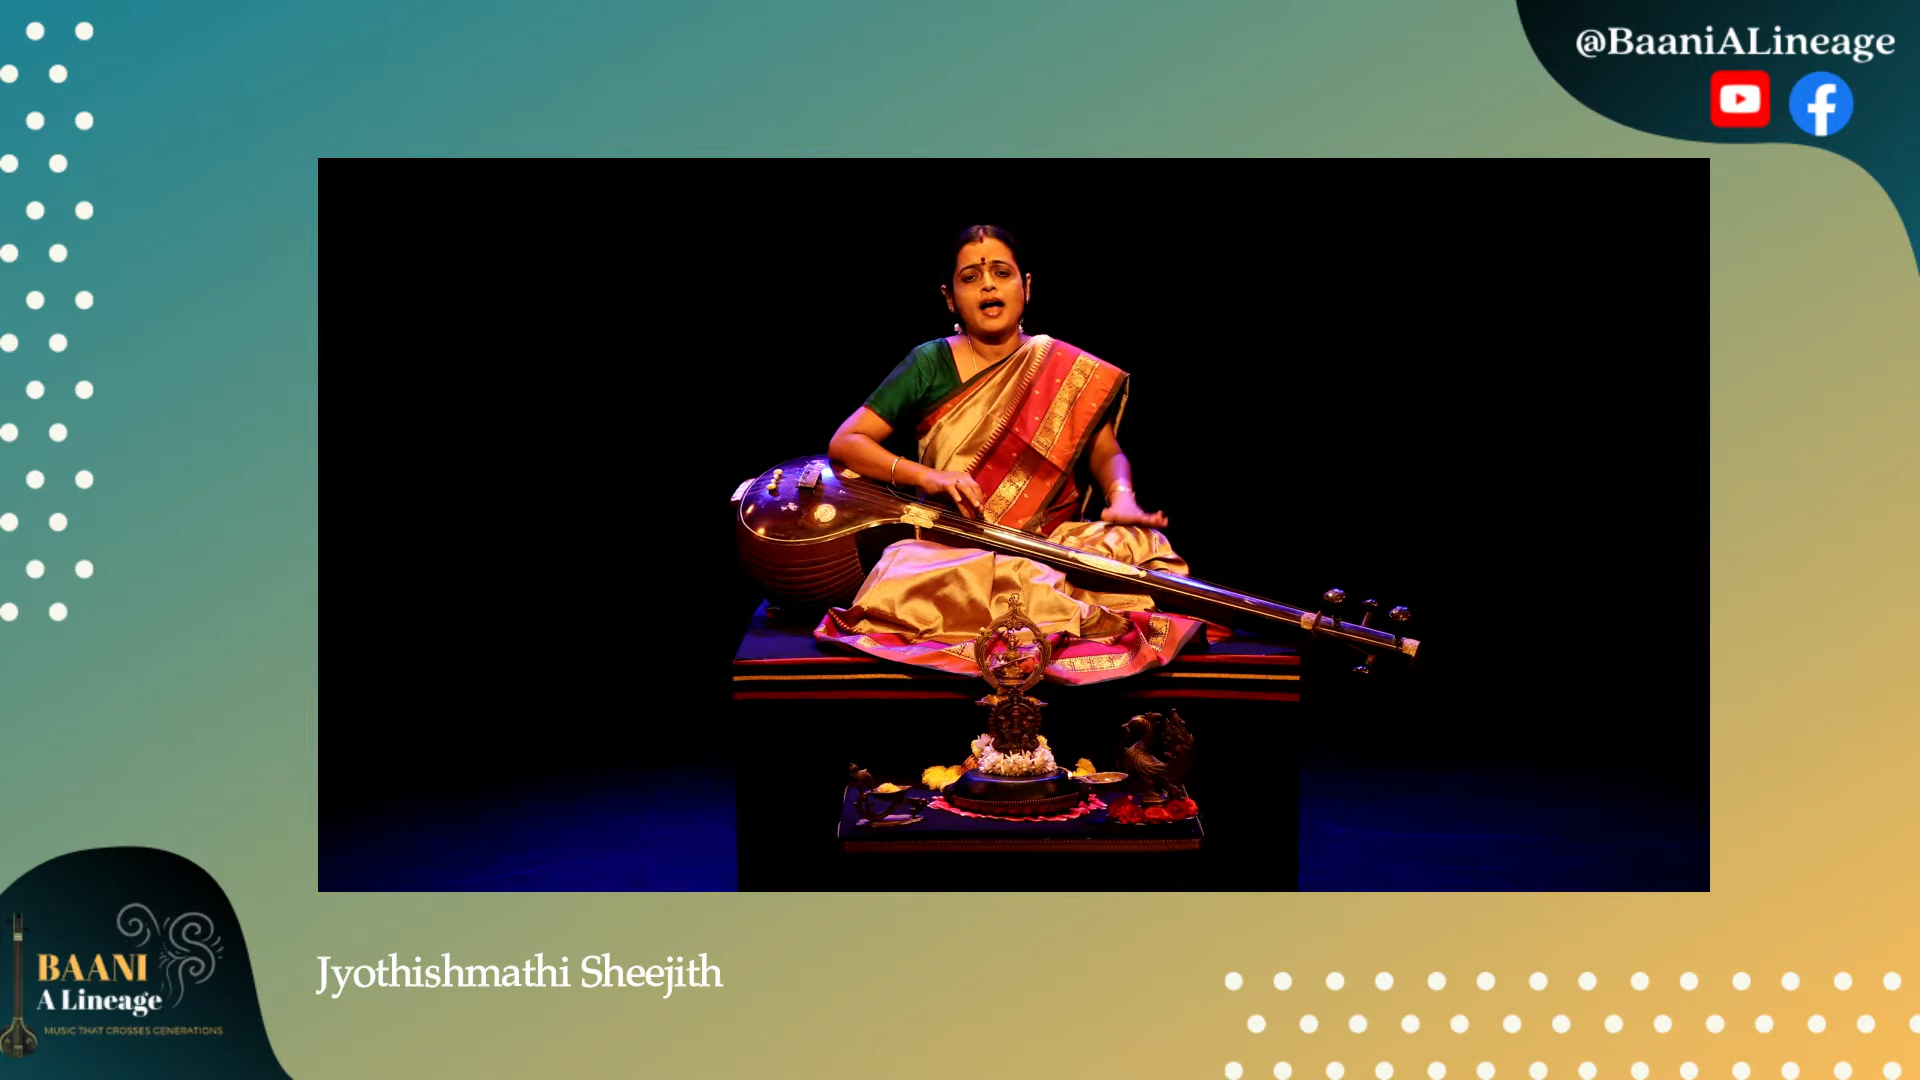 @BaaniALineage
Jyothishmathi Sheejith
BAANI
A Lineage
MUSIC THAT CROSSES GENERATIONS